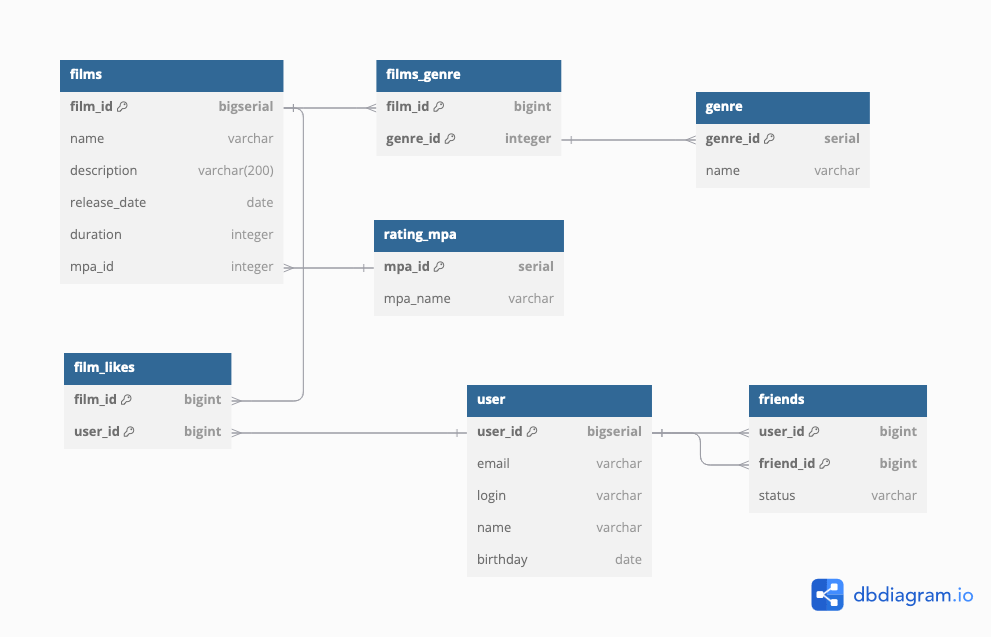 films
film_id bigserial
name varchar
description varchar(200)
release_date date
duration integer
mpa_id integer
films_genre
film_id bigint
genre_id integer
genre
genre_id serial
name varchar
rating_mpa
mpa_id serial
mpa_name varchar
film_likes
film_id bigint
user_id bigint
user
user_id bigserial
email varchar
login varchar
name varchar
birthday date
friends
user_id bigint
friend_id bigint
status varchar
dbdiagram.io